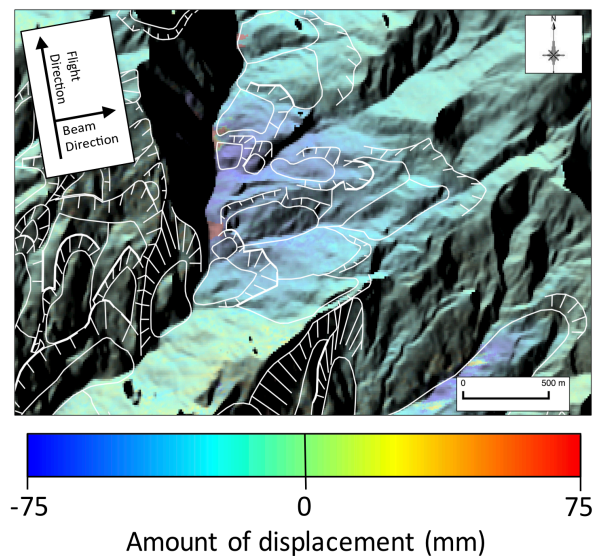 N
Flight
Direction
Beam
Direction
0 500 m
-75 0 75
Amount of displacement (mm)